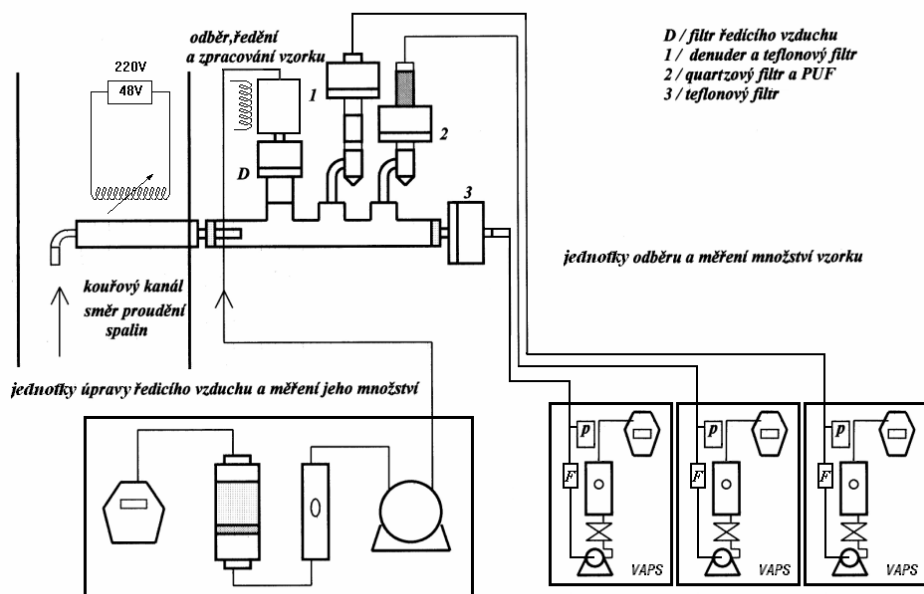 220V
48V
odběr,ředění
a zpracování vzorku
1
2
D
3
D / filtr ředícího vzduchu
1 / denuder a teflonový filtr
2 / quartzový filtr a PUF
3 / teflonový filtr
jednotky odběru a měření množství vzorku
kouřový kanál
směr proudění
spalin
jednotky úpravy ředicího vzduchu a měření jeho množství
p
F
VAPS
p
F
VAPS
p
F
VAPS